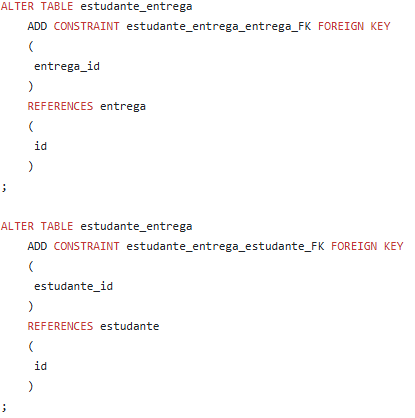 ALTER TABLE estudante_entrega
ADD CONSTRAINT estudante_entrega_entrega_FK FOREIGN KEY
(
entrega_id
)
REFERENCES entrega
(
id
)
;
ALTER TABLE estudante_entrega
ADD CONSTRAINT estudante_entrega_estudante_FK FOREIGN KEY
(
estudante_id
)
REFERENCES estudante
(
id
)
;